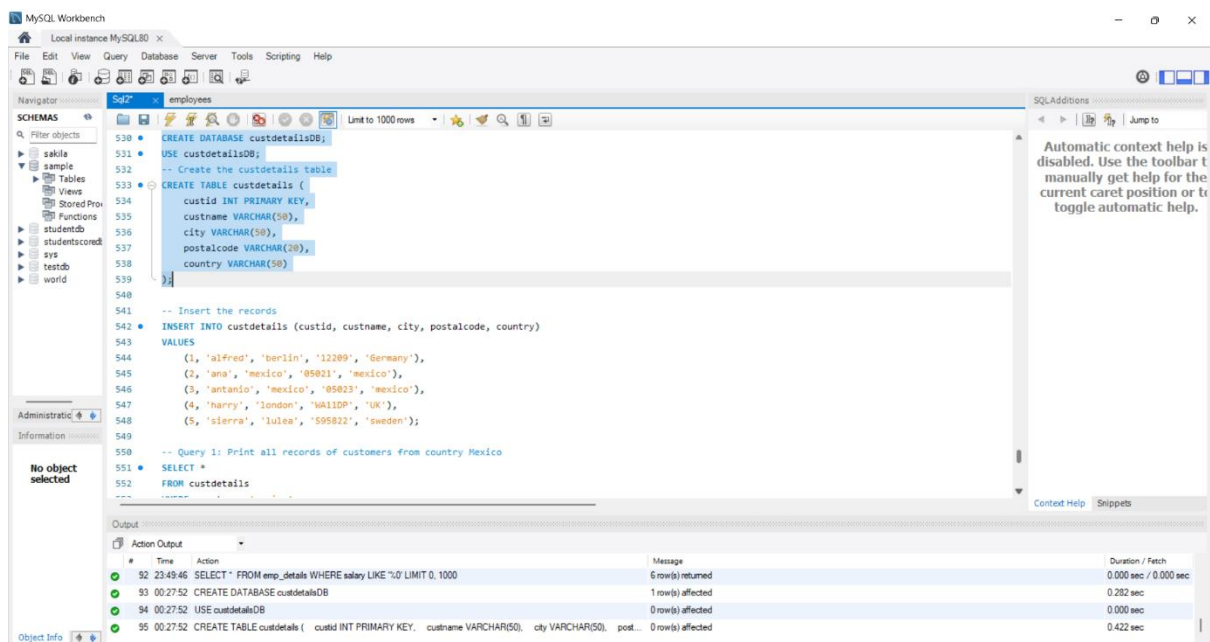 MySQL Workbench
Local instance MySQL80 ×
File Edit View Query Database Server Tools Scripting Help
Navigator
Sql2* × employees
SQLAdditions
SCHEMAS
Limit to 1000 rows
Jump to
Filter objects
sakila
sample
Tables
Views
Stored Pro
Functions
studentdb
studentscored
sys
testdb
world
530 CREATE DATABASE custdetailsDB;
531 USE custdetailsDB;
532 -- Create the custdetails table
533 CREATE TABLE custdetails (
534 custid INT PRIMARY KEY,
535 custname VARCHAR(50),
536 city VARCHAR(50),
537 postalcode VARCHAR(20),
538 country VARCHAR(50)
539 );
540
541 -- Insert the records
542 INSERT INTO custdetails (custid, custname, city, postalcode, country)
543 VALUES
544 (1, 'alfred', 'berlin', '12209', 'Germany'),
545 (2, 'ana', 'mexico', '05021', 'mexico'),
546 (3, 'antanio', 'mexico', '05023', 'mexico'),
547 (4, 'harry', 'london', 'WA11DP', 'UK'),
548 (5, 'sierra', 'lulea', 'S95822', 'sweden');
549
550 -- Query 1: Print all records of customers from country Mexico
551 SELECT *
552 FROM custdetails
Automatic context help is
disabled. Use the toolbar t
manually get help for the
current caret position or to
toggle automatic help.
Administratic
Information
No object
selected
Context Help Snippets
Output
Action Output
# Time Action Message Duration / Fetch
92 23:49:46 SELECT * FROM emp_details WHERE salary LIKE '%0' LIMIT 0, 1000 6 row(s) returned 0.000 sec / 0.000 sec
93 00:27:52 CREATE DATABASE custdetailsDB 1 row(s) affected 0.282 sec
94 00:27:52 USE custdetailsDB 0 row(s) affected 0.000 sec
95 00:27:52 CREATE TABLE custdetails ( custid INT PRIMARY KEY, custname VARCHAR(50), city VARCHAR(50), post... 0 row(s) affected 0.422 sec
Object Info